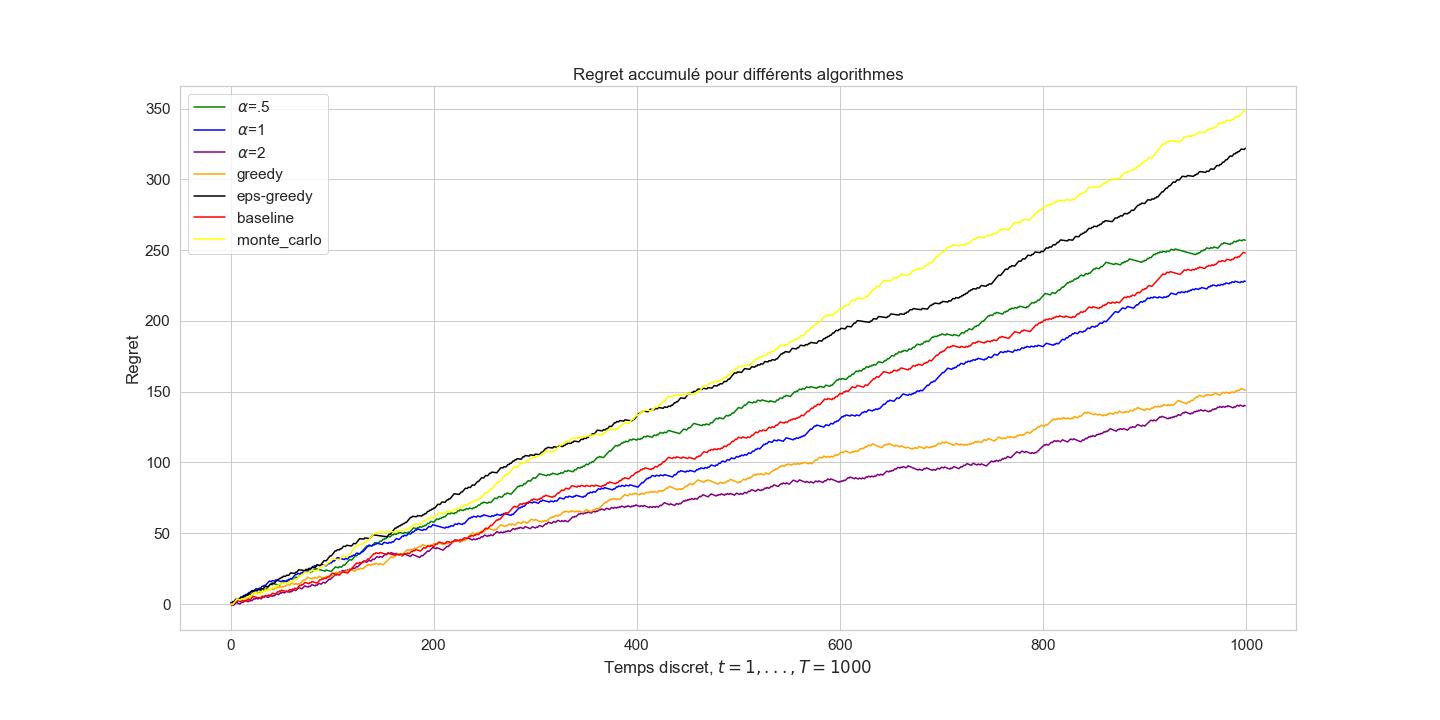 Regret accumulé pour différents algorithmes
350
300
250
200
150
100
50
0
Regret
α=.5
α=1
α=2
greedy
eps-greedy
baseline
monte_carlo
0 200 400 600 800 1000
Temps discret, t = 1, . . . , T = 1000